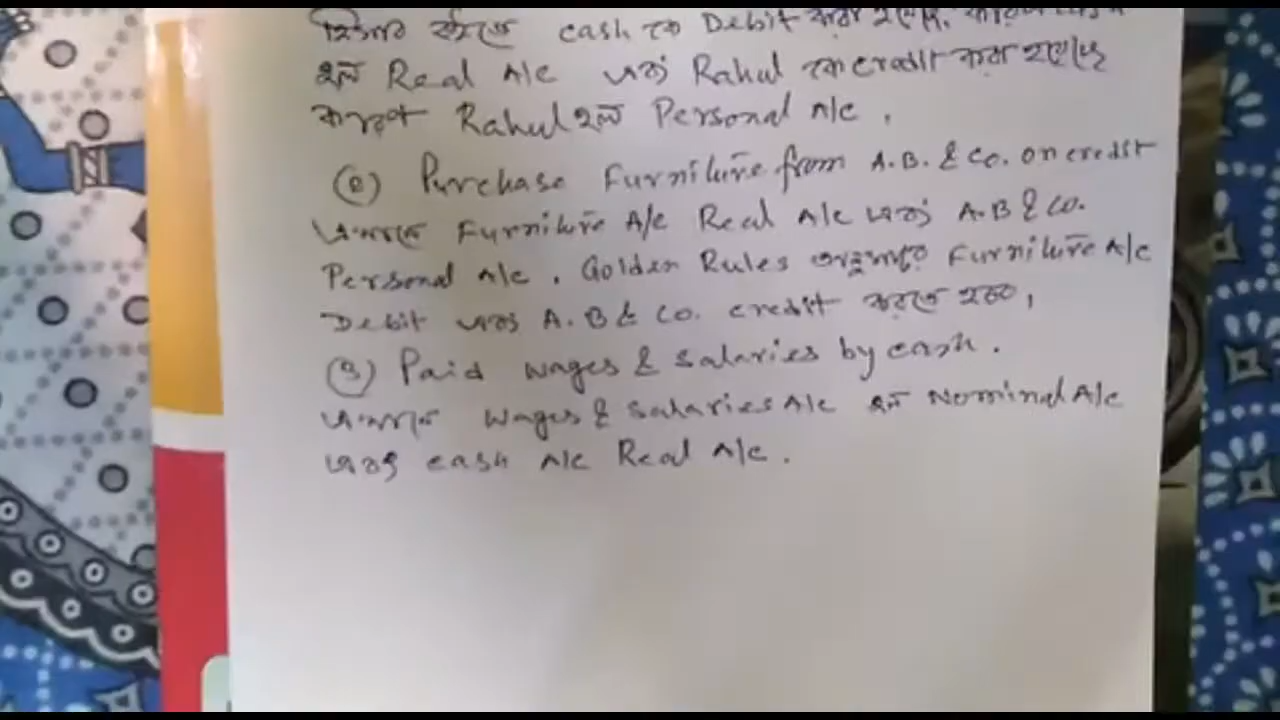 হিসাব করতে cash কে Debit করা হয়েছে, কারণ
হল Real A/c এবং Rahul কে credit করা হয়েছে
কারণ Rahul হল Personal A/c .
(২) Purchase Furniture from A.B. & co. on credit
এখানে Furniture A/c Real A/c এবং A.B & co.
Personal A/c . Golden Rules অনুসারে Furniture A/c
Debit এবং A.B & co. credit করতে হবে,
(৩) Paid wages & salaries by cash .
এখানে wages & salaries A/c হল Nominal A/c
এবং cash A/c Real A/c .